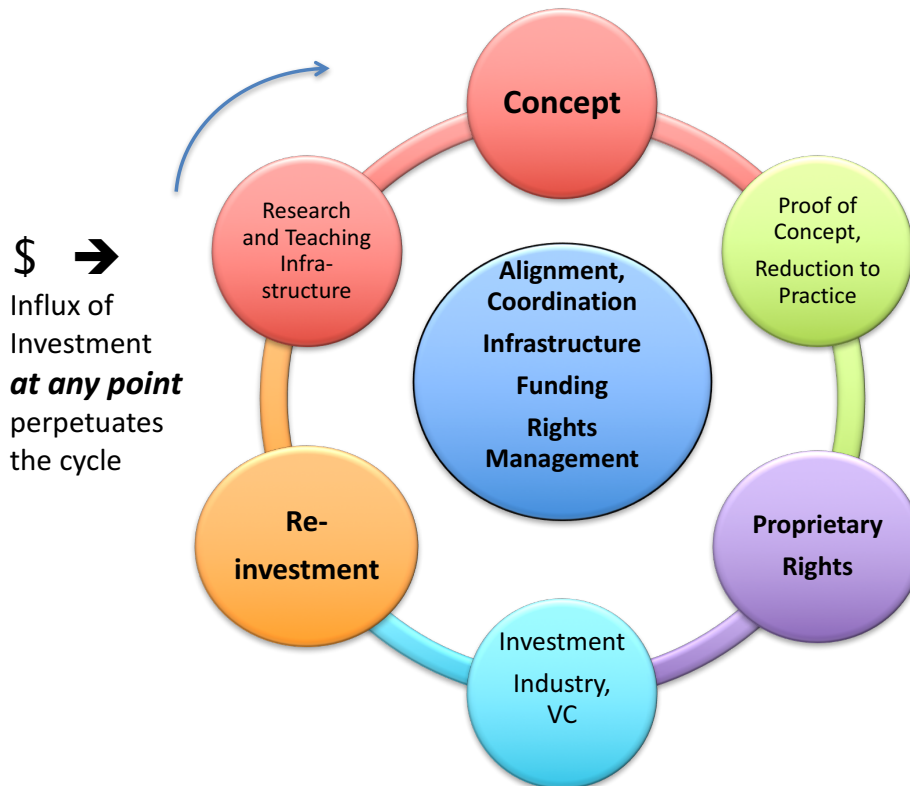 Concept
Research
and Teaching
Infra-
structure
Proof of
Concept,
Reduction to
Practice
$ ➔
Influx of
Investment
at any point
perpetuates
the cycle
Alignment,
Coordination
Infrastructure
Funding
Rights
Management
Re-
investment
Proprietary
Rights
Investment
Industry,
VC